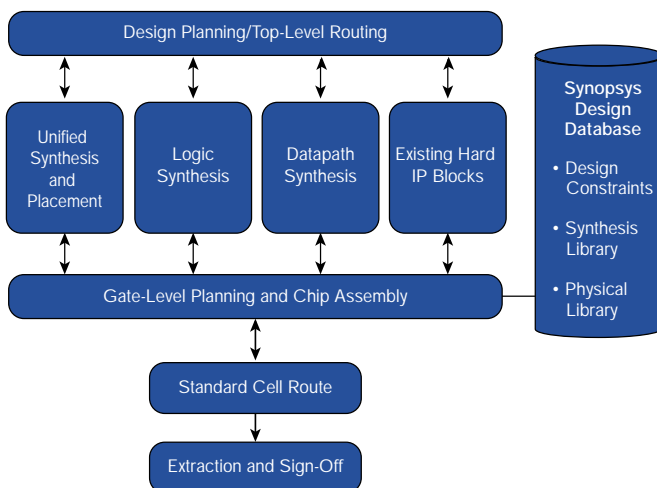 Design Planning/Top-Level Routing
Unified
Synthesis
and
Placement
Logic
Synthesis
Datapath
Synthesis
Existing Hard
IP Blocks
Gate-Level Planning and Chip Assembly
Standard Cell Route
Extraction and Sign-Off
Synopsys
Design
Database
• Design
Constraints
• Synthesis
Library
• Physical
Library